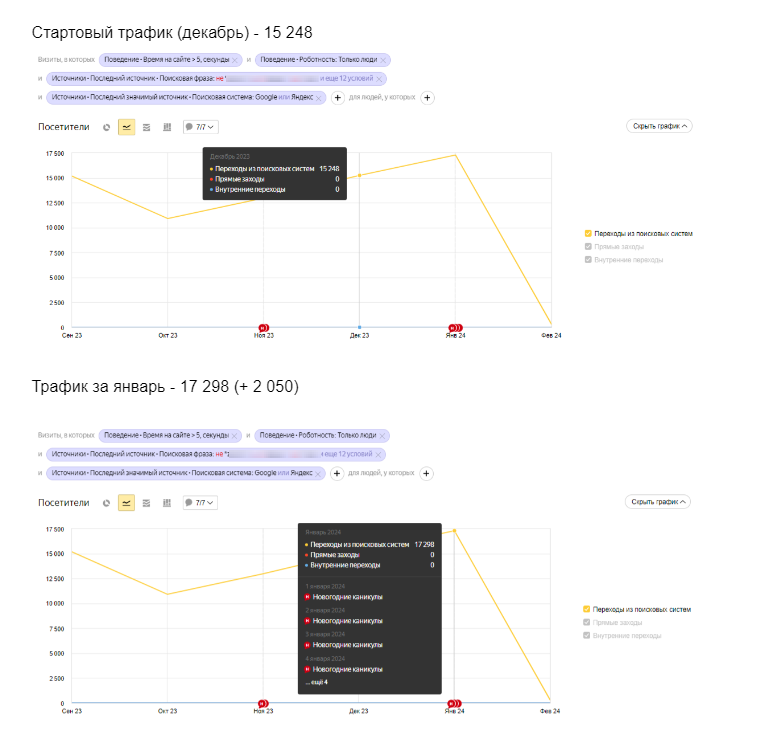 Стартовый трафик (декабрь) - 15 248
Визиты, в которых Поведение • Время на сайте > 5, секунды × и Поведение • Роботность: Только люди ×
и Источники • Последний источник • Поисковая фраза: не и еще 12 условий ×
и Источники • Последний значимый источник • Поисковая система: Google или Яндекс × + для людей, у которых +
Посетители 7/7 Скрыть график
17 500
Декабрь 2023
Переходы из поисковых систем 15 248
Прямые заходы 0
Внутренние переходы 0
15 000
12 500
10 000
7 500
5 000
2 500
0
Переходы из поисковых систем
Прямые заходы
Внутренние переходы
Сен 23 Окт 23 Ноя 23 Дек 23 Янв 24 Фев 24
Трафик за январь - 17 298 (+ 2 050)
Визиты, в которых Поведение • Время на сайте > 5, секунды × и Поведение • Роботность: Только люди ×
и Источники • Последний источник • Поисковая фраза: не и еще 12 условий ×
и Источники • Последний значимый источник • Поисковая система: Google или Яндекс × + для людей, у которых +
Посетители 7/7 Скрыть график
17 500
15 000
12 500
10 000
7 500
5 000
2 500
0
Январь 2024
Переходы из поисковых систем 17 298
Прямые заходы 0
Внутренние переходы 0
1 января 2024
Новогодние каникулы
2 января 2024
Новогодние каникулы
3 января 2024
Новогодние каникулы
4 января 2024
Новогодние каникулы
... ещё 4
Переходы из поисковых систем
Прямые заходы
Внутренние переходы
Сен 23 Окт 23 Ноя 23 Дек 23 Янв 24 Фев 24